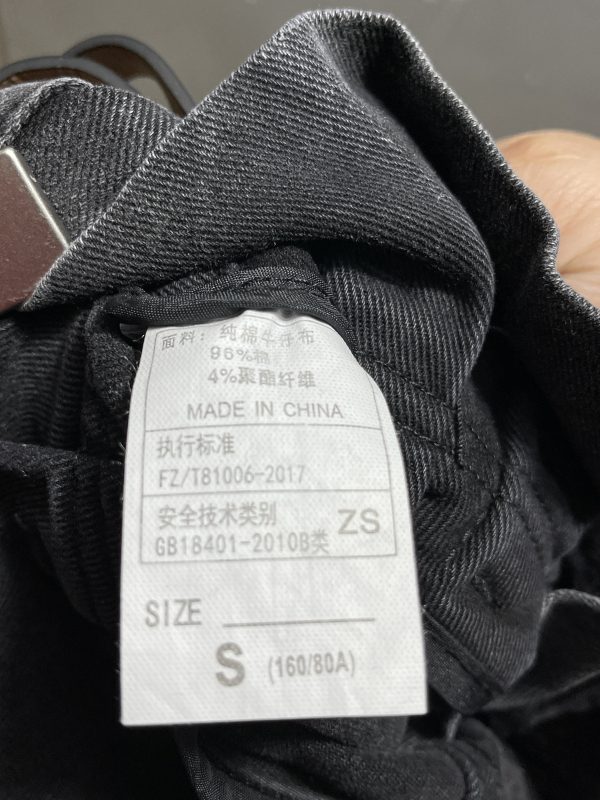 面料：纯棉牛仔布
96%棉
4%聚酯纤维
MADE IN CHINA
执行标准
FZ/T81006-2017
安全技术类别
ZS
GB18401-2010B类
SIZE
S (160/80A)